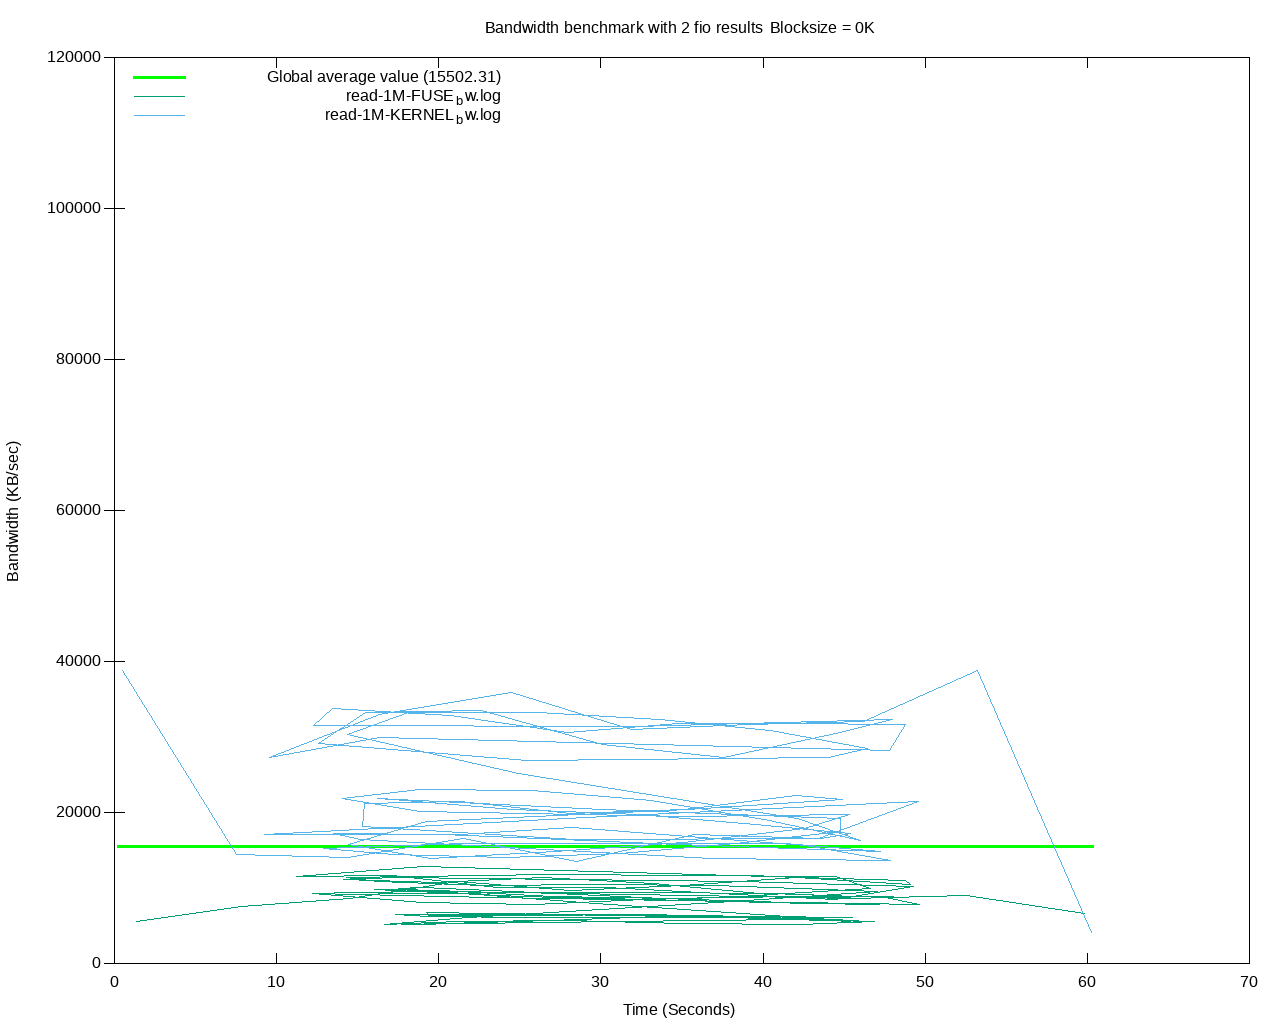 Bandwidth benchmark with 2 fio results Blocksize = 0K
120000
Global average value (15502.31)
read-1M-FUSE_bw.log
read-1M-KERNEL_bw.log
100000
80000
60000
40000
20000
0
Bandwidth (KB/sec)
0 10 20 30 40 50 60 70
Time (Seconds)